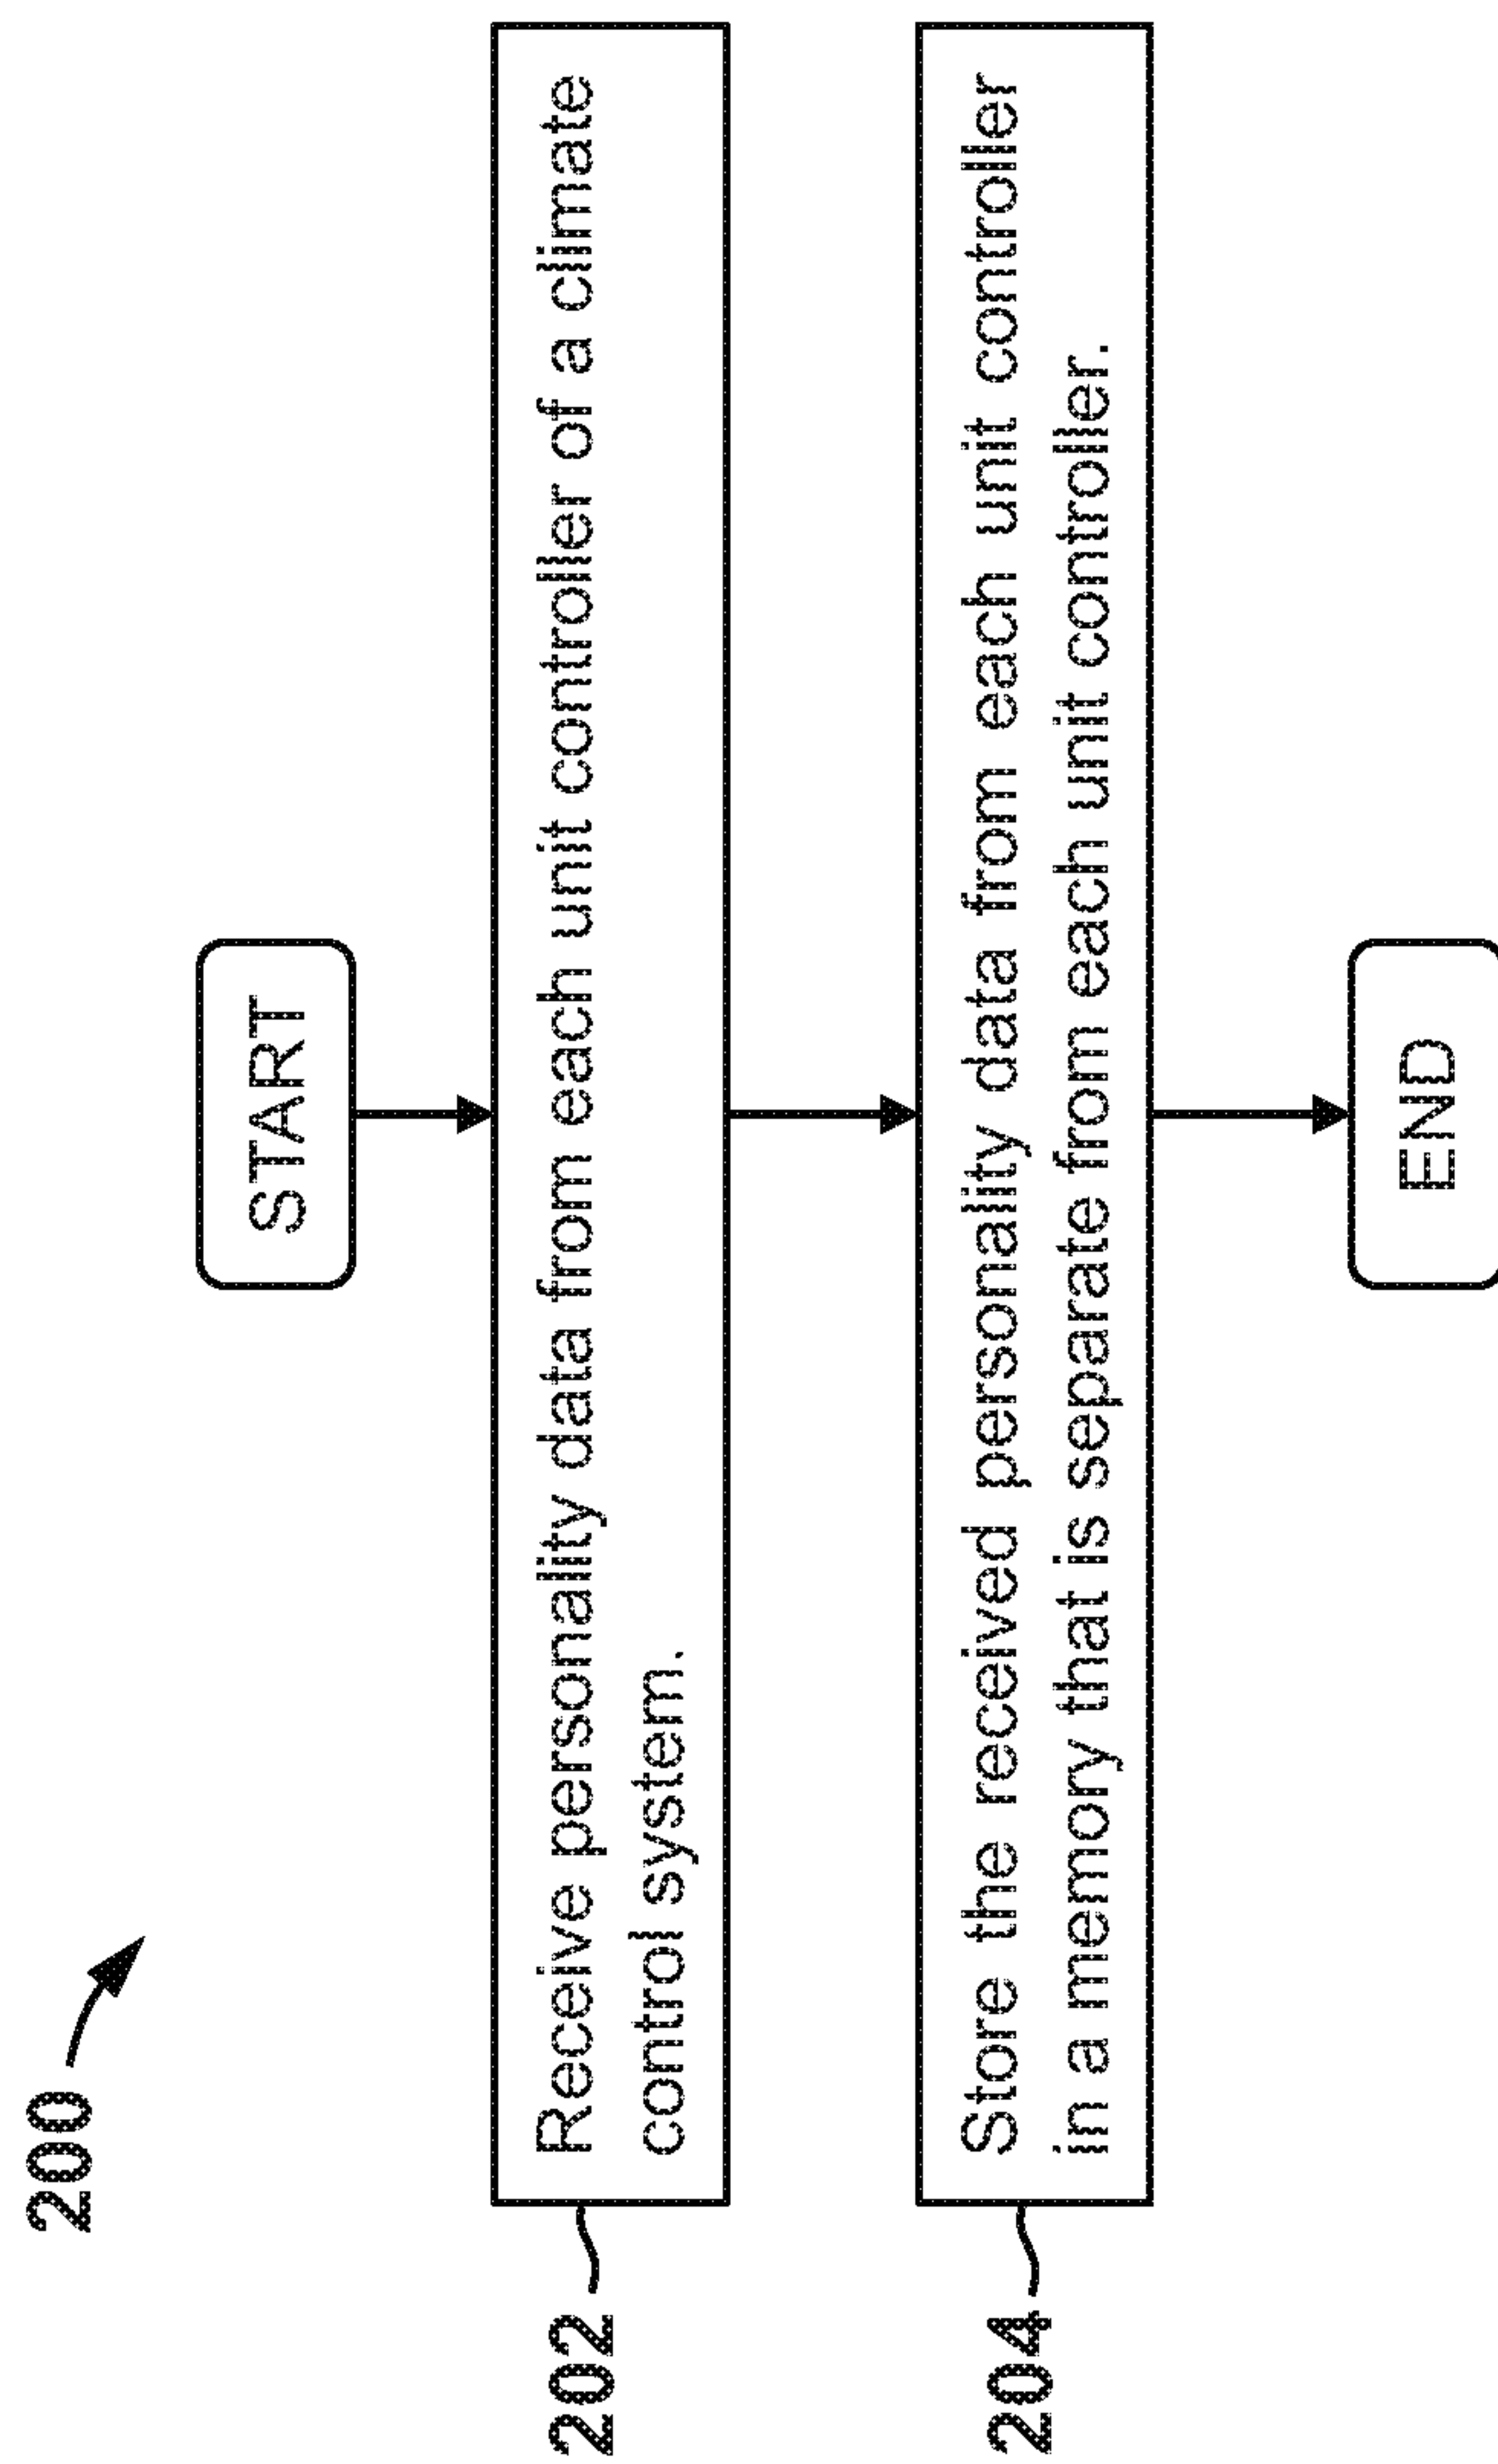 200
START
202
Receive personality data from each unit controller of a climate
control system.
204
Store the received personality data from each unit controller
in a memory that is separate from each unit controller.
END